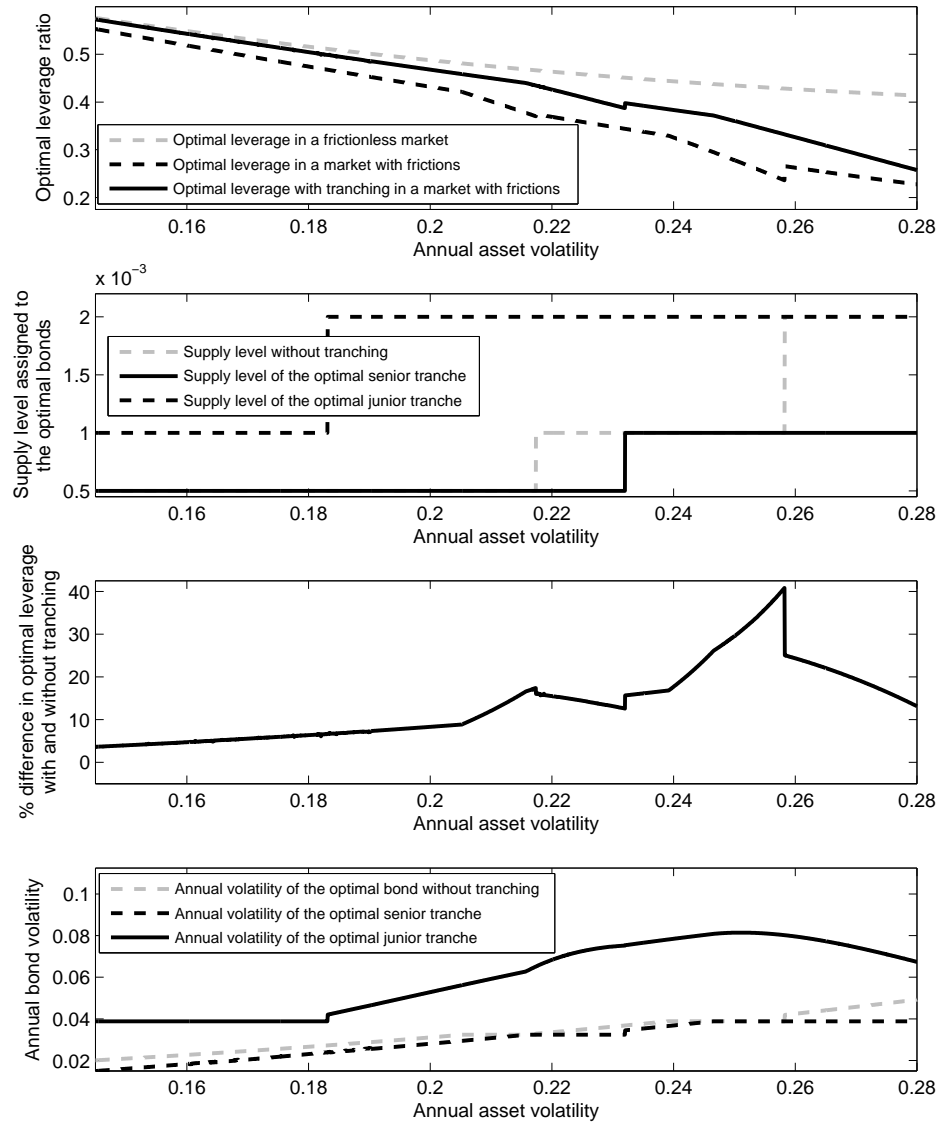 Optimal leverage ratio
0.5
0.4
0.3
0.2
Optimal leverage in a frictionless market
Optimal leverage in a market with frictions
Optimal leverage with tranching in a market with frictions
0.16 0.18 0.2 0.22 0.24 0.26 0.28
Annual asset volatility
x 10−3
Supply level assigned to
the optimal bonds
2
1.5
1
0.5
Supply level without tranching
Supply level of the optimal senior tranche
Supply level of the optimal junior tranche
0.16 0.18 0.2 0.22 0.24 0.26 0.28
Annual asset volatility
% difference in optimal leverage
with and without tranching
40
30
20
10
0
0.16 0.18 0.2 0.22 0.24 0.26 0.28
Annual asset volatility
Annual bond volatility
0.1
0.08
0.06
0.04
0.02
Annual volatility of the optimal bond without tranching
Annual volatility of the optimal senior tranche
Annual volatility of the optimal junior tranche
0.16 0.18 0.2 0.22 0.24 0.26 0.28
Annual asset volatility